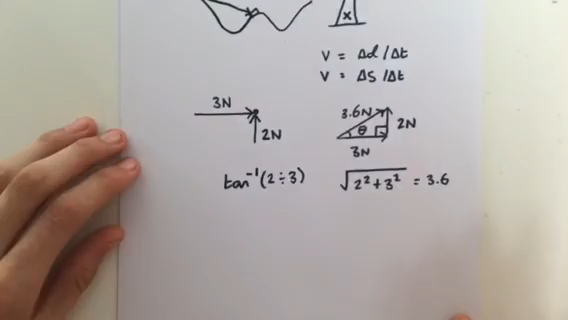 x
V = Δd/Δt
V = Δs/Δt
3N
2N
3.6N
θ
2N
3N
tan⁻¹(2÷3)
√2²+3² = 3.6